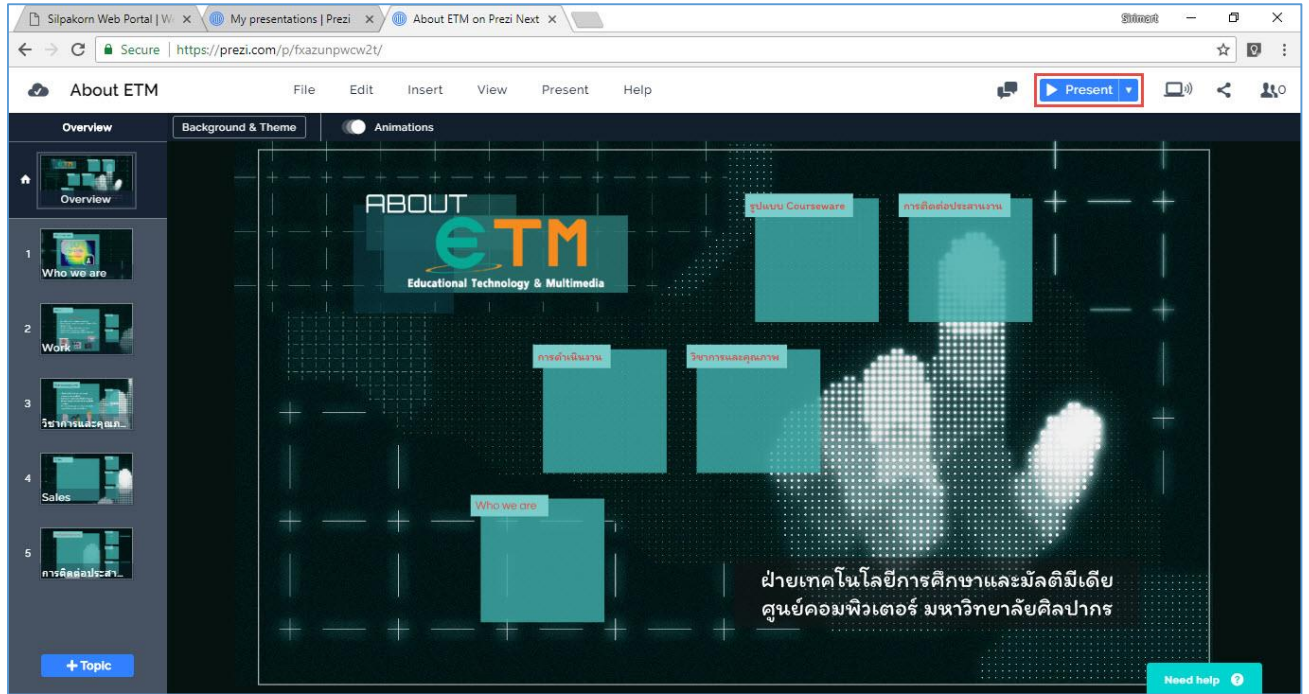 Silpakorn Web Portal | W
My presentations | Prezi
About ETM on Prezi Next
Secure
https://prezi.com/p/fxazunpwcw2t/
About ETM
File
Edit
Insert
View
Present
Help
Present
0
Overview
Background & Theme
Animations
Overview
1
Who we are
2
Work
3
วิชาการและคุณภ...
4
Sales
5
การติดต่อประสา...
+ Topic
ABOUT
ETM
Educational Technology & Multimedia
รูปแบบ Courseware
การติดต่อประสานงาน
การดำเนินงาน
วิชาการและคุณภาพ
Who we are
ฝ่ายเทคโนโลยีการศึกษาและมัลติมีเดีย
ศูนย์คอมพิวเตอร์ มหาวิทยาลัยศิลปากร
Need help ?